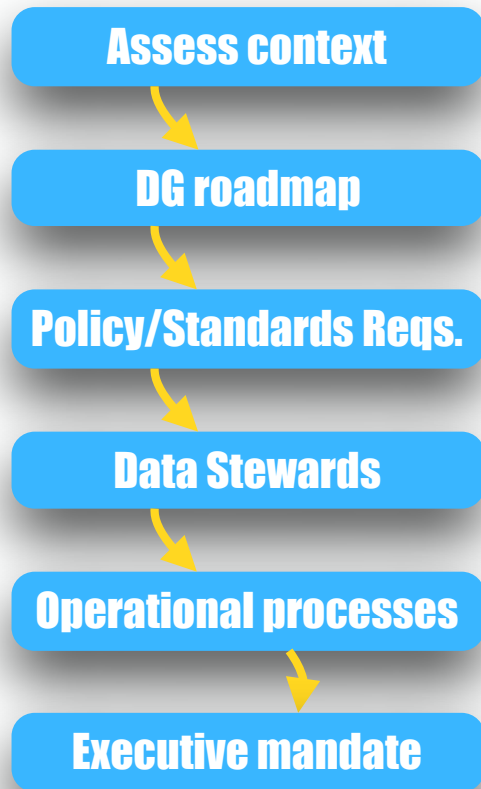 Assess context
DG roadmap
Policy/Standards Reqs.
Data Stewards
Operational processes
Executive mandate